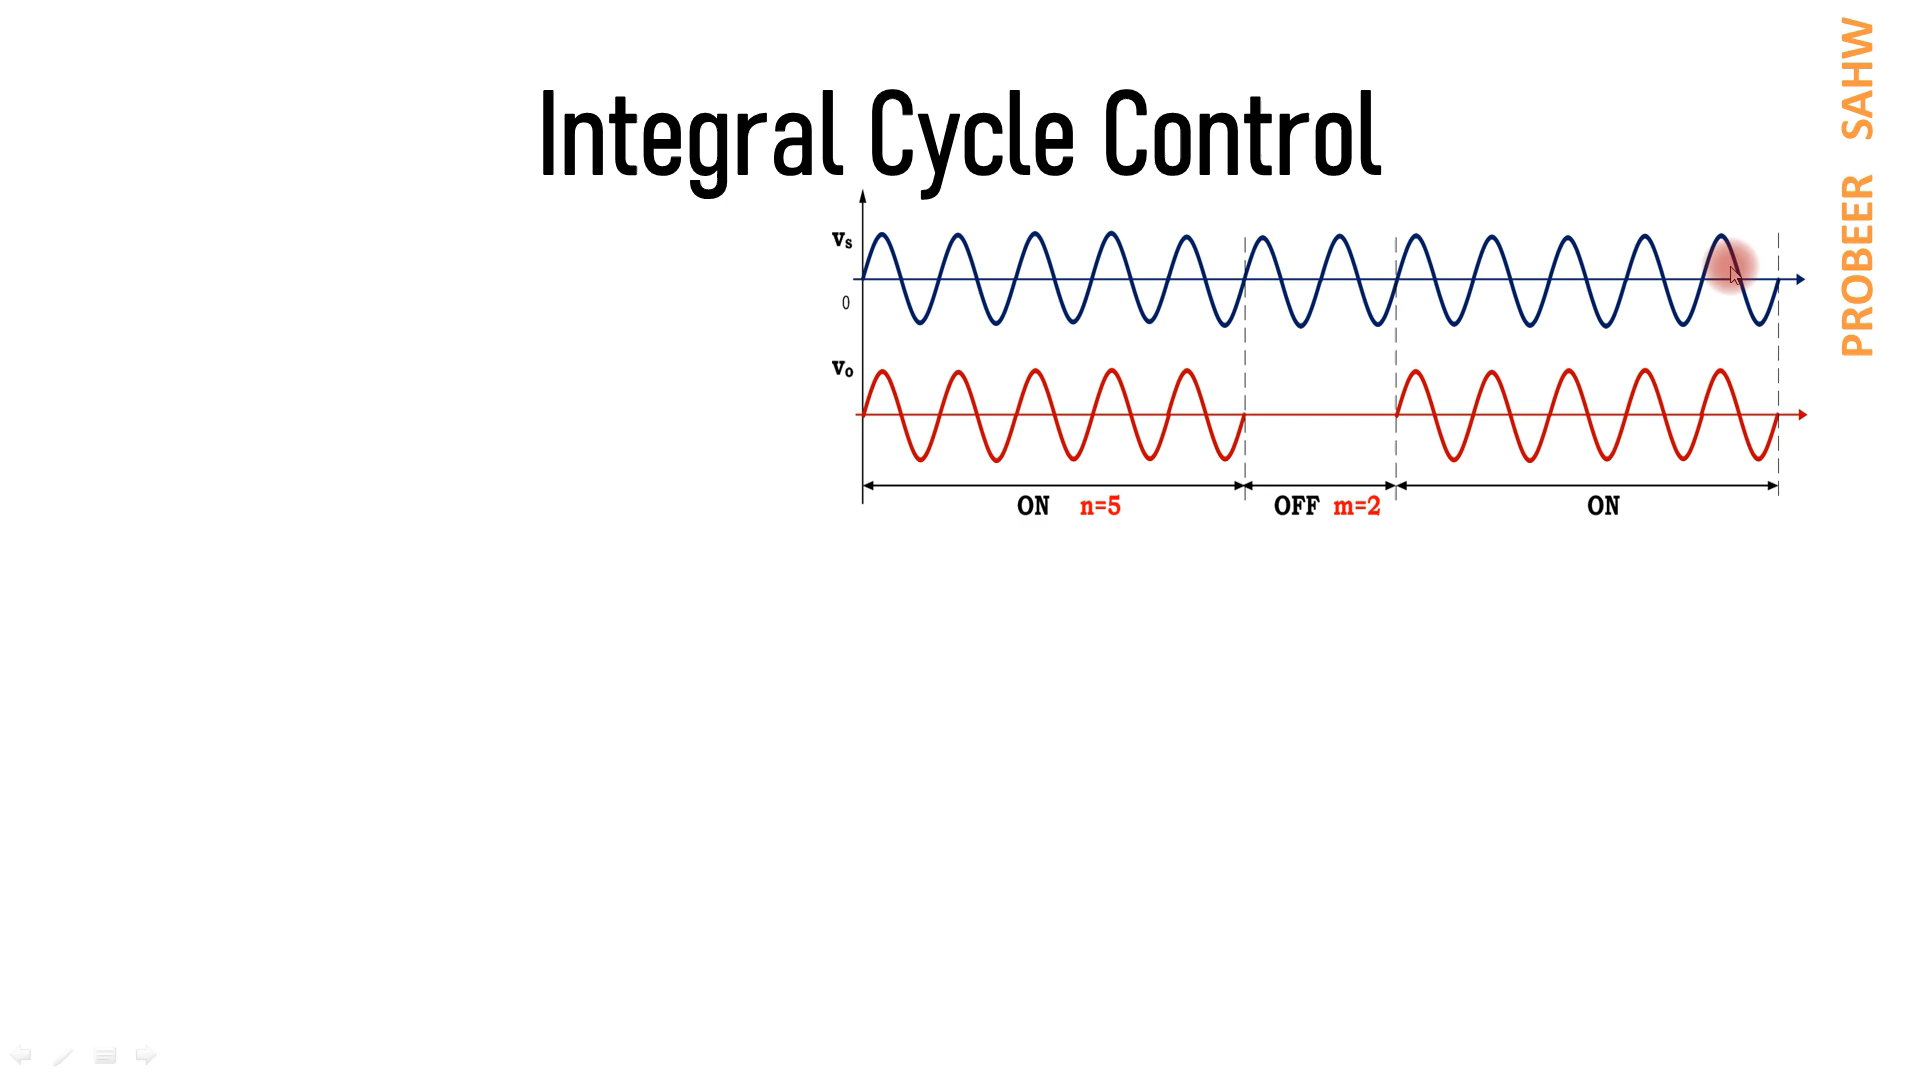 Integral Cycle Control
PROBEER SAHW
vs
0
vo
ON n=5 OFF m=2 ON